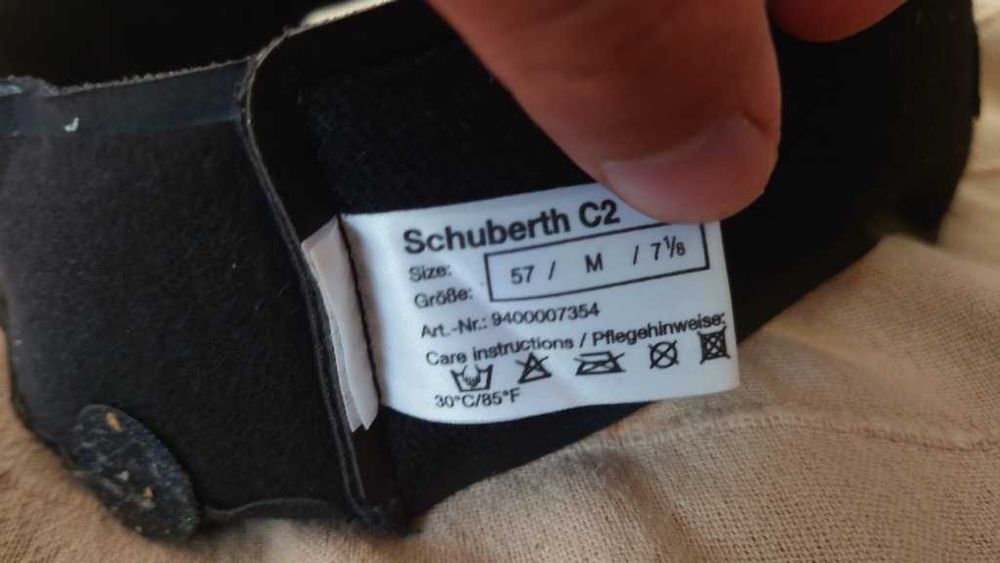 Schuberth C2
Size:
Größe:
57 / M / 7⅛
Art.-Nr.: 9400007354
Care instructions / Pflegehinweise:
30°C/85°F